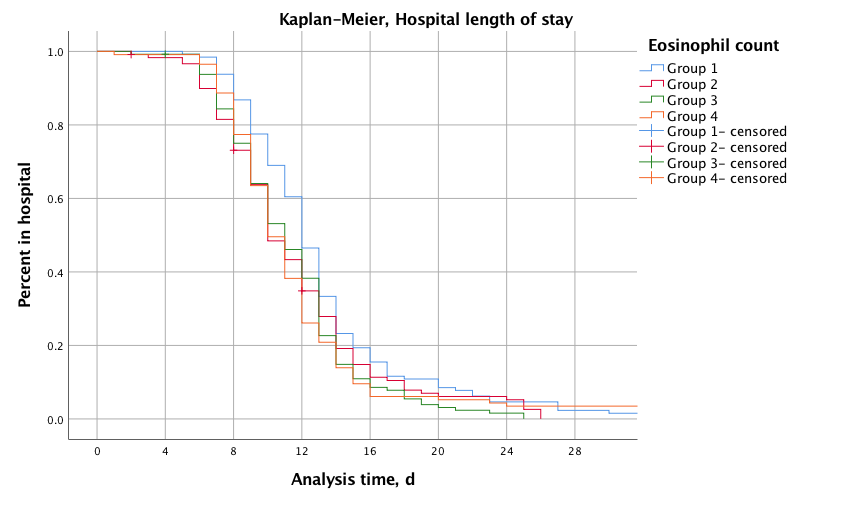 Kaplan-Meier, Hospital length of stay
Eosinophil count
Group 1
Group 2
Group 3
Group 4
Group 1- censored
Group 2- censored
Group 3- censored
Group 4- censored
Percent in hospital
1.0
0.8
0.6
0.4
0.2
0.0
0 4 8 12 16 20 24 28
Analysis time, d